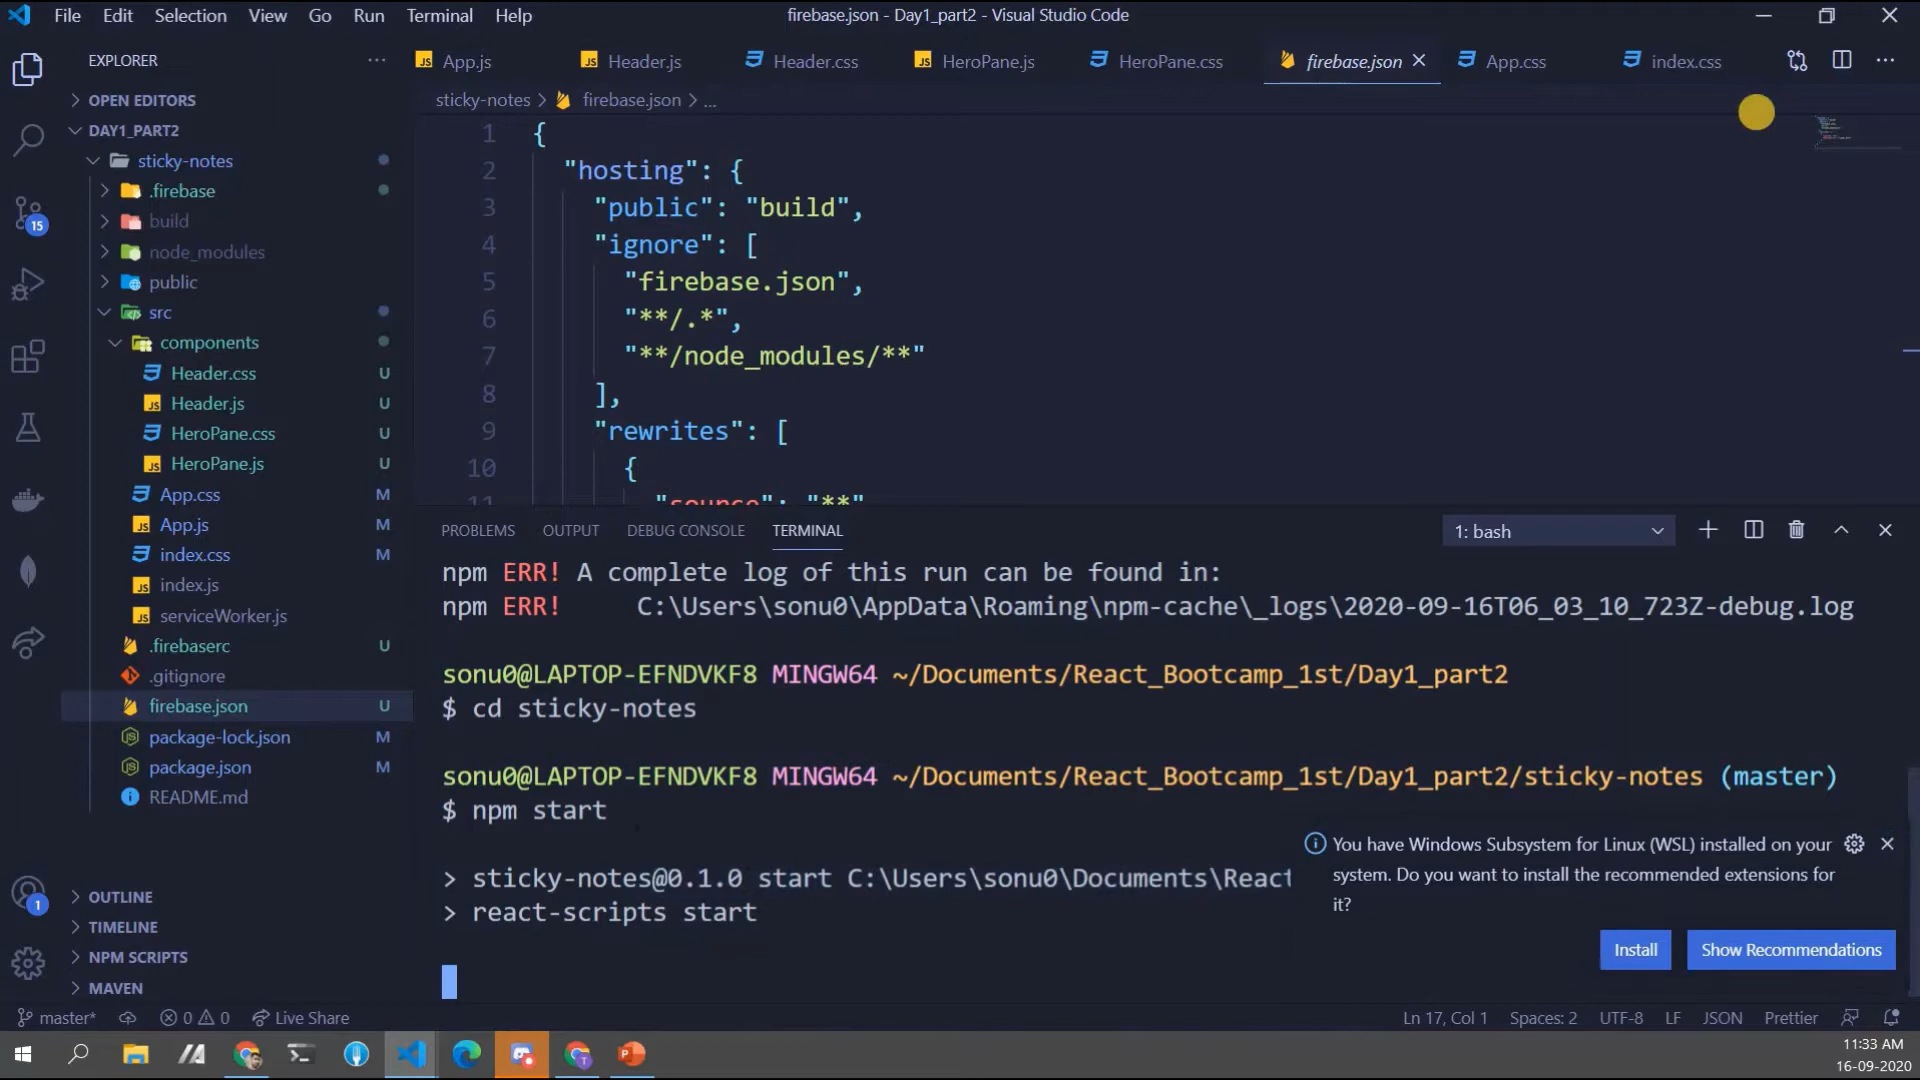 File Edit Selection View Go Run Terminal Help
firebase.json - Day1_part2 - Visual Studio Code
EXPLORER
OPEN EDITORS
DAY1_PART2
sticky-notes
.firebase
build
node_modules
public
src
components
Header.css U
Header.js U
HeroPane.css U
HeroPane.js U
App.css M
App.js M
index.css M
index.js
serviceWorker.js
.firebaserc U
.gitignore
firebase.json U
package-lock.json M
package.json M
README.md
OUTLINE
TIMELINE
NPM SCRIPTS
MAVEN
15
1
App.js Header.js Header.css HeroPane.js HeroPane.css firebase.json App.css index.css
sticky-notes > firebase.json > ...
1 {
2 "hosting": {
3 "public": "build",
4 "ignore": [
5 "firebase.json",
6 "**/.*",
7 "**/node_modules/**"
8 ],
9 "rewrites": [
10 {
11 "source": "**"
PROBLEMS OUTPUT DEBUG CONSOLE TERMINAL
1: bash
npm ERR! A complete log of this run can be found in:
npm ERR! C:\Users\sonu0\AppData\Roaming\npm-cache\_logs\2020-09-16T06_03_10_723Z-debug.log
sonu0@LAPTOP-EFNDVKF8 MINGW64 ~/Documents/React_Bootcamp_1st/Day1_part2
$ cd sticky-notes
sonu0@LAPTOP-EFNDVKF8 MINGW64 ~/Documents/React_Bootcamp_1st/Day1_part2/sticky-notes (master)
$ npm start
> sticky-notes@0.1.0 start C:\Users\sonu0\Documents\React
> react-scripts start
You have Windows Subsystem for Linux (WSL) installed on your
system. Do you want to install the recommended extensions for
it?
Install
Show Recommendations
master* 0 0 Live Share
Ln 17, Col 1 Spaces: 2 UTF-8 LF JSON Prettier
11:33 AM
16-09-2020